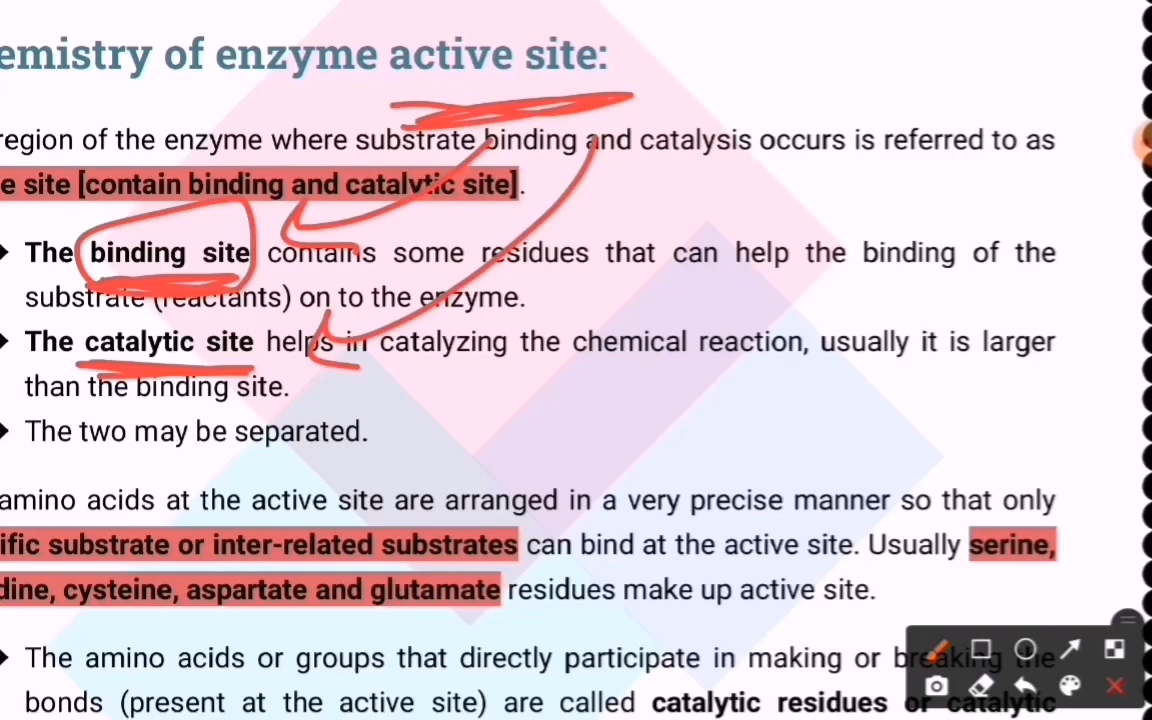 emistry of enzyme active site:
region of the enzyme where substrate binding and catalysis occurs is referred to as
e site [contain binding and catalytic site].
The binding site contains some residues that can help the binding of the
substrate (reactants) on to the enzyme.
The catalytic site helps in catalyzing the chemical reaction, usually it is larger
than the binding site.
The two may be separated.
amino acids at the active site are arranged in a very precise manner so that only
ific substrate or inter-related substrates can bind at the active site. Usually serine,
dine, cysteine, aspartate and glutamate residues make up active site.
The amino acids or groups that directly participate in making or breaking the
bonds (present at the active site) are called catalytic residues or catalytic